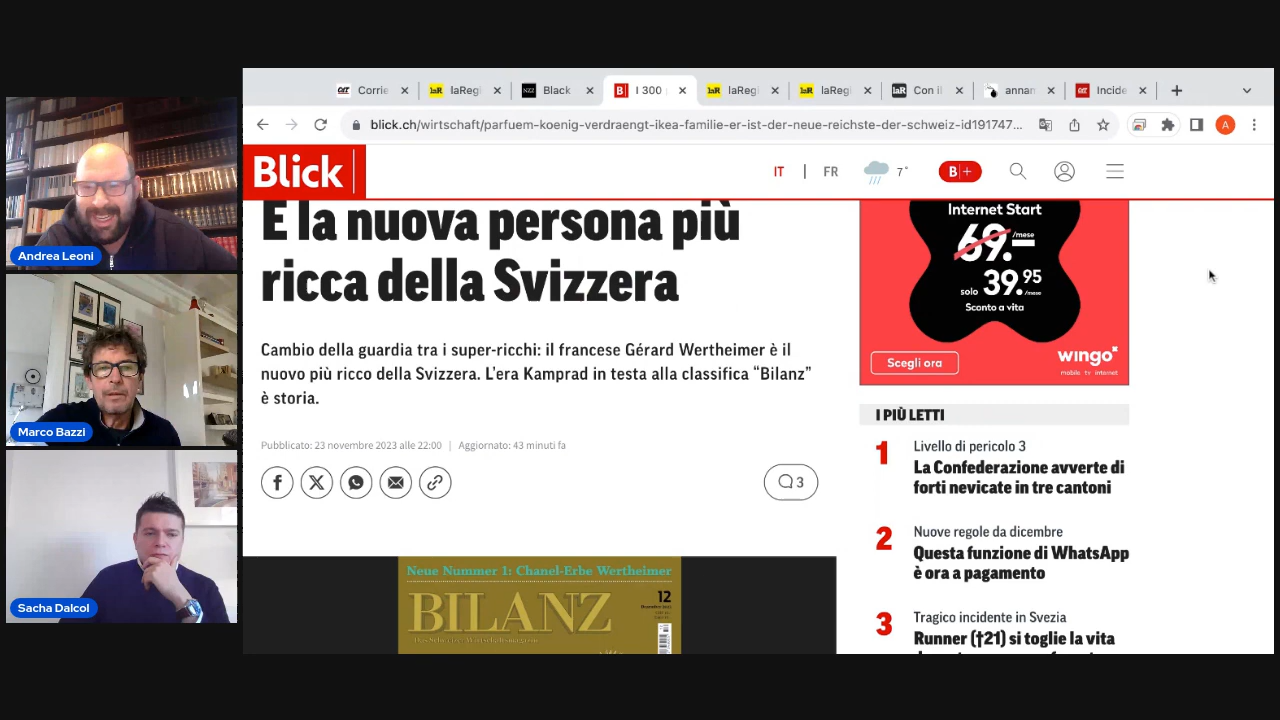 Corrie
laR laRegi
NZZ Black
B I 300
laR laRegi
laR laRegi
laR Con il
annan
Incide
blick.ch/wirtschaft/parfuem-koenig-verdraengt-ikea-familie-er-ist-der-neue-reichste-der-schweiz-id191747...
A
Blick
IT | FR
7°
B+
È la nuova persona più
ricca della Svizzera
Cambio della guardia tra i super-ricchi: il francese Gérard Wertheimer è il
nuovo più ricco della Svizzera. L'era Kamprad in testa alla classifica “Bilanz”
è storia.
Pubblicato: 23 novembre 2023 alle 22:00 | Aggiornato: 43 minuti fa
3
Neue Nummer 1: Chanel-Erbe Wertheimer
BILANZ
12
Internet Start
69.– /mese
solo 39.95 /mese
Sconto a vita
Scegli ora
wingo
mobile tv internet
I PIÙ LETTI
1 Livello di pericolo 3
La Confederazione avverte di
forti nevicate in tre cantoni
2 Nuove regole da dicembre
Questa funzione di WhatsApp
è ora a pagamento
3 Tragico incidente in Svezia
Runner (†21) si toglie la vita
Andrea Leoni
Marco Bazzi
Sacha Dalcol